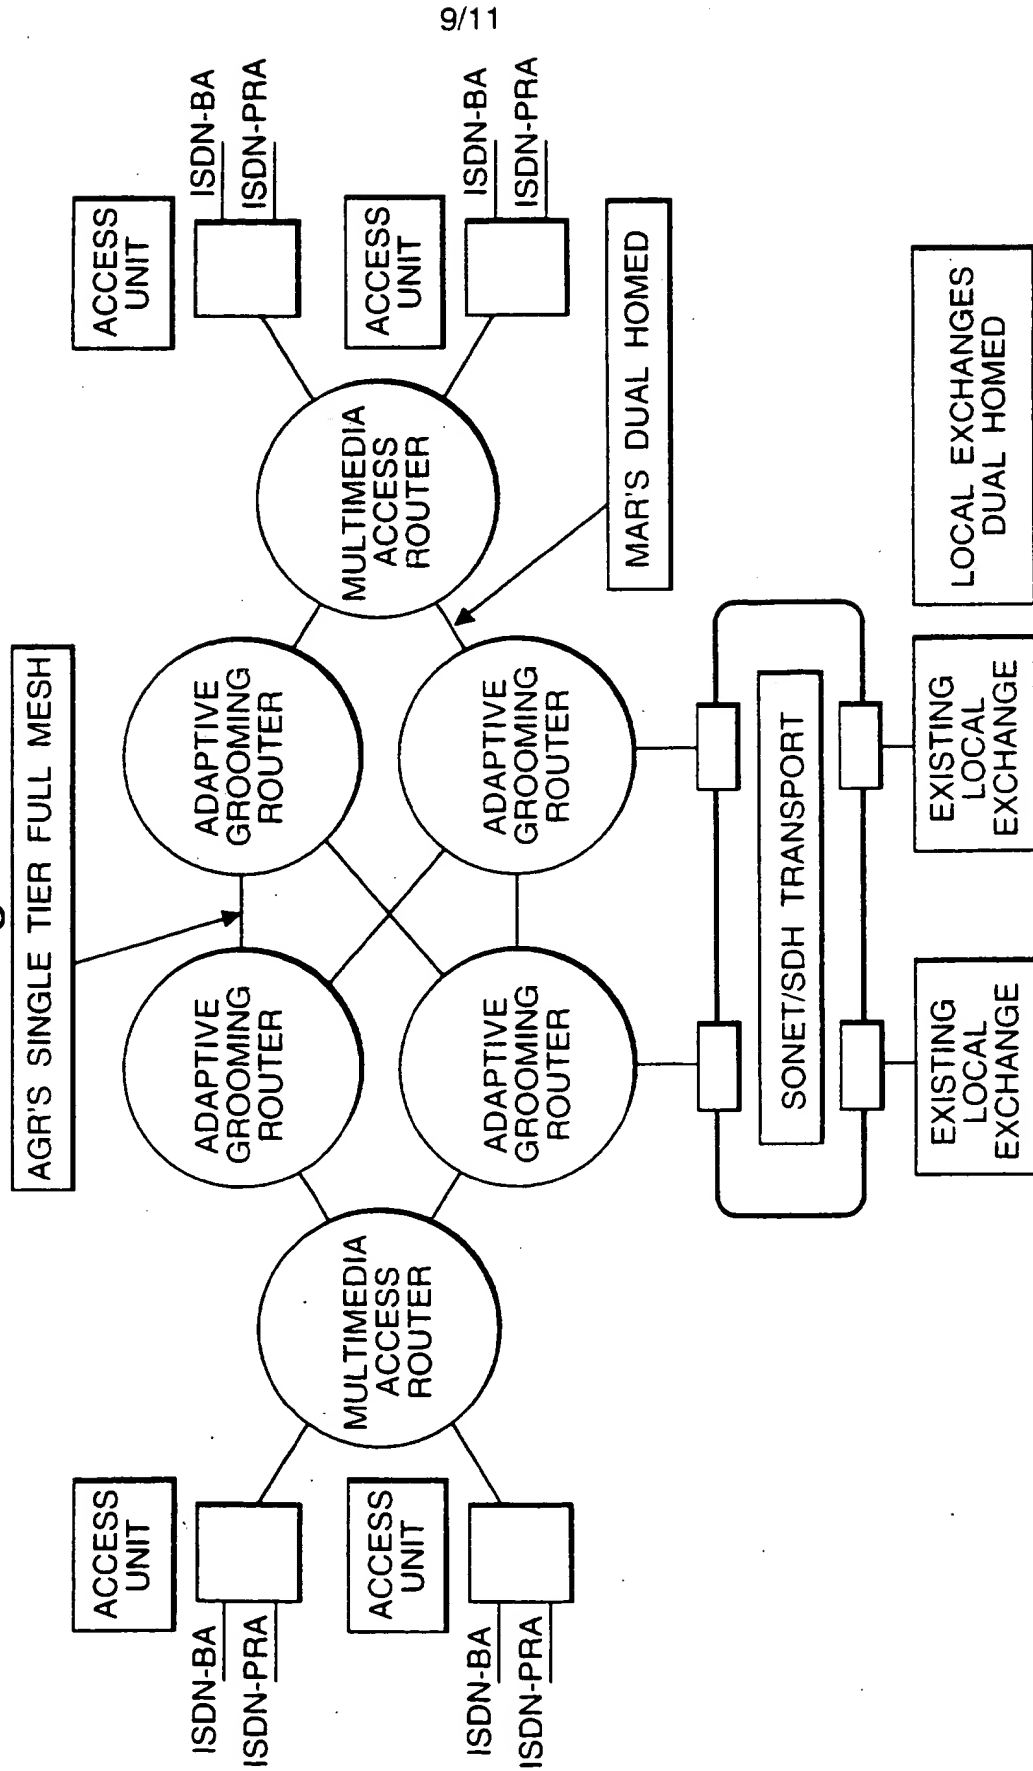 9/11
AGR'S SINGLE TIER FULL MESH
ACCESS
UNIT
ISDN-BA
ISDN-PRA
ACCESS
UNIT
ISDN-BA
ISDN-PRA
MULTIMEDIA
ACCESS
ROUTER
ADAPTIVE
GROOMING
ROUTER
ADAPTIVE
GROOMING
ROUTER
ADAPTIVE
GROOMING
ROUTER
ADAPTIVE
GROOMING
ROUTER
MULTIMEDIA
ACCESS
ROUTER
ACCESS
UNIT
ISDN-BA
ISDN-PRA
ACCESS
UNIT
ISDN-BA
ISDN-PRA
MAR'S DUAL HOMED
SONET/SDH TRANSPORT
EXISTING
LOCAL
EXCHANGE
EXISTING
LOCAL
EXCHANGE
LOCAL EXCHANGES
DUAL HOMED